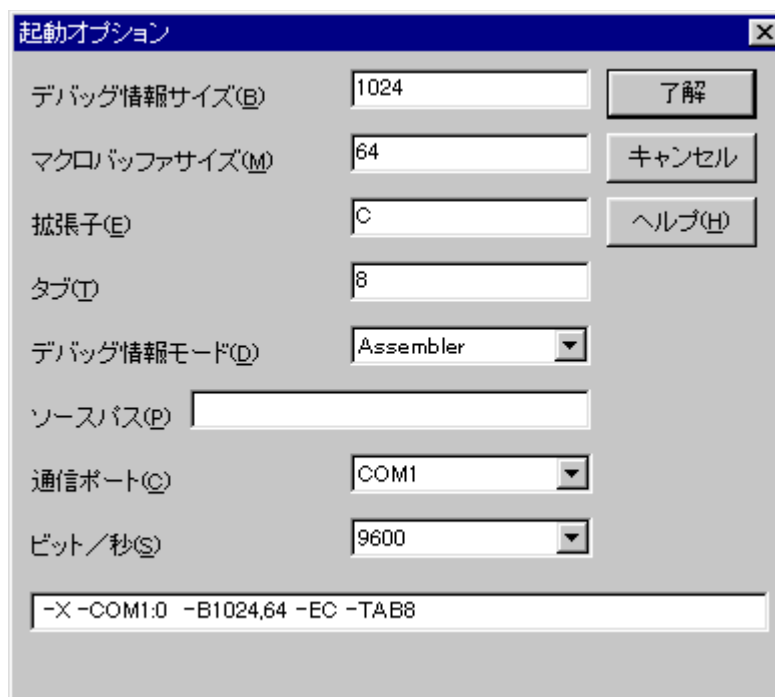 起動オプション
デバッグ情報サイズ(B) 1024 了解
マクロバッファサイズ(M) 64 キャンセル
拡張子(E) C ヘルプ(H)
タブ(T) 8
デバッグ情報モード(D) Assembler
ソースパス(P)
通信ポート(C) COM1
ビット／秒(S) 9600
-X -COM1:0 -B1024,64 -EC -TAB8